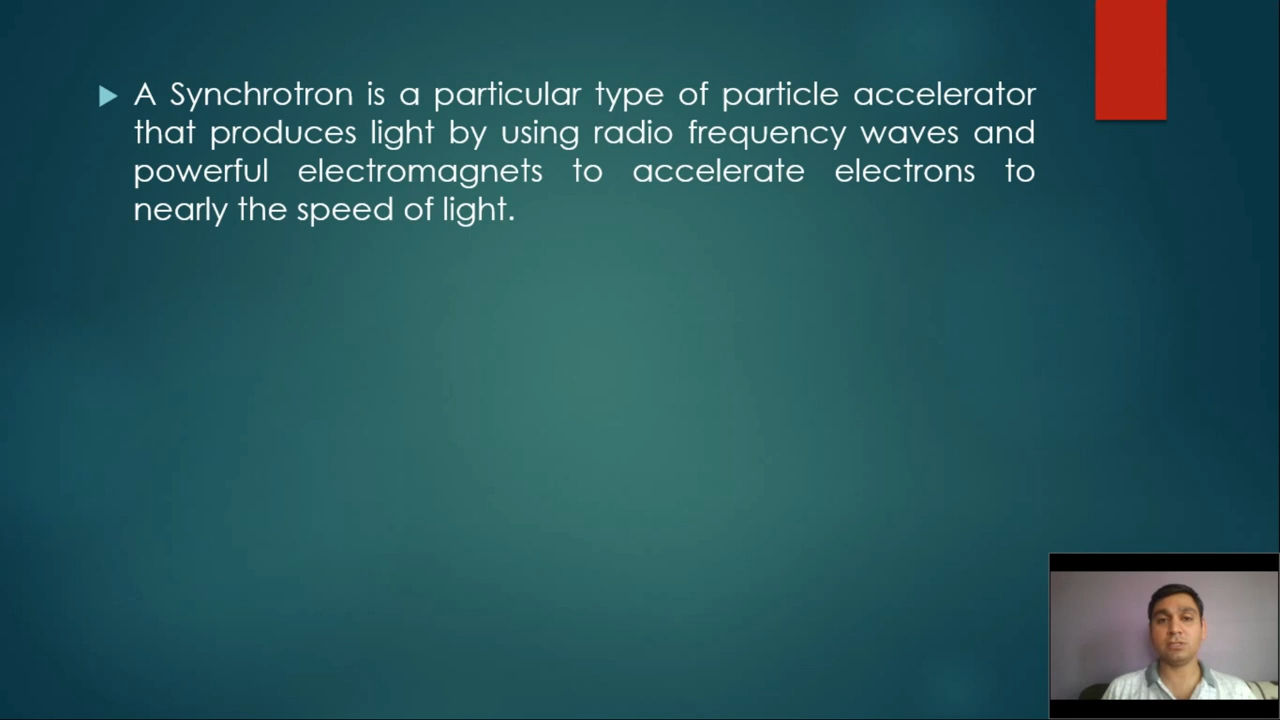 A Synchrotron is a particular type of particle accelerator
that produces light by using radio frequency waves and
powerful electromagnets to accelerate electrons to
nearly the speed of light.